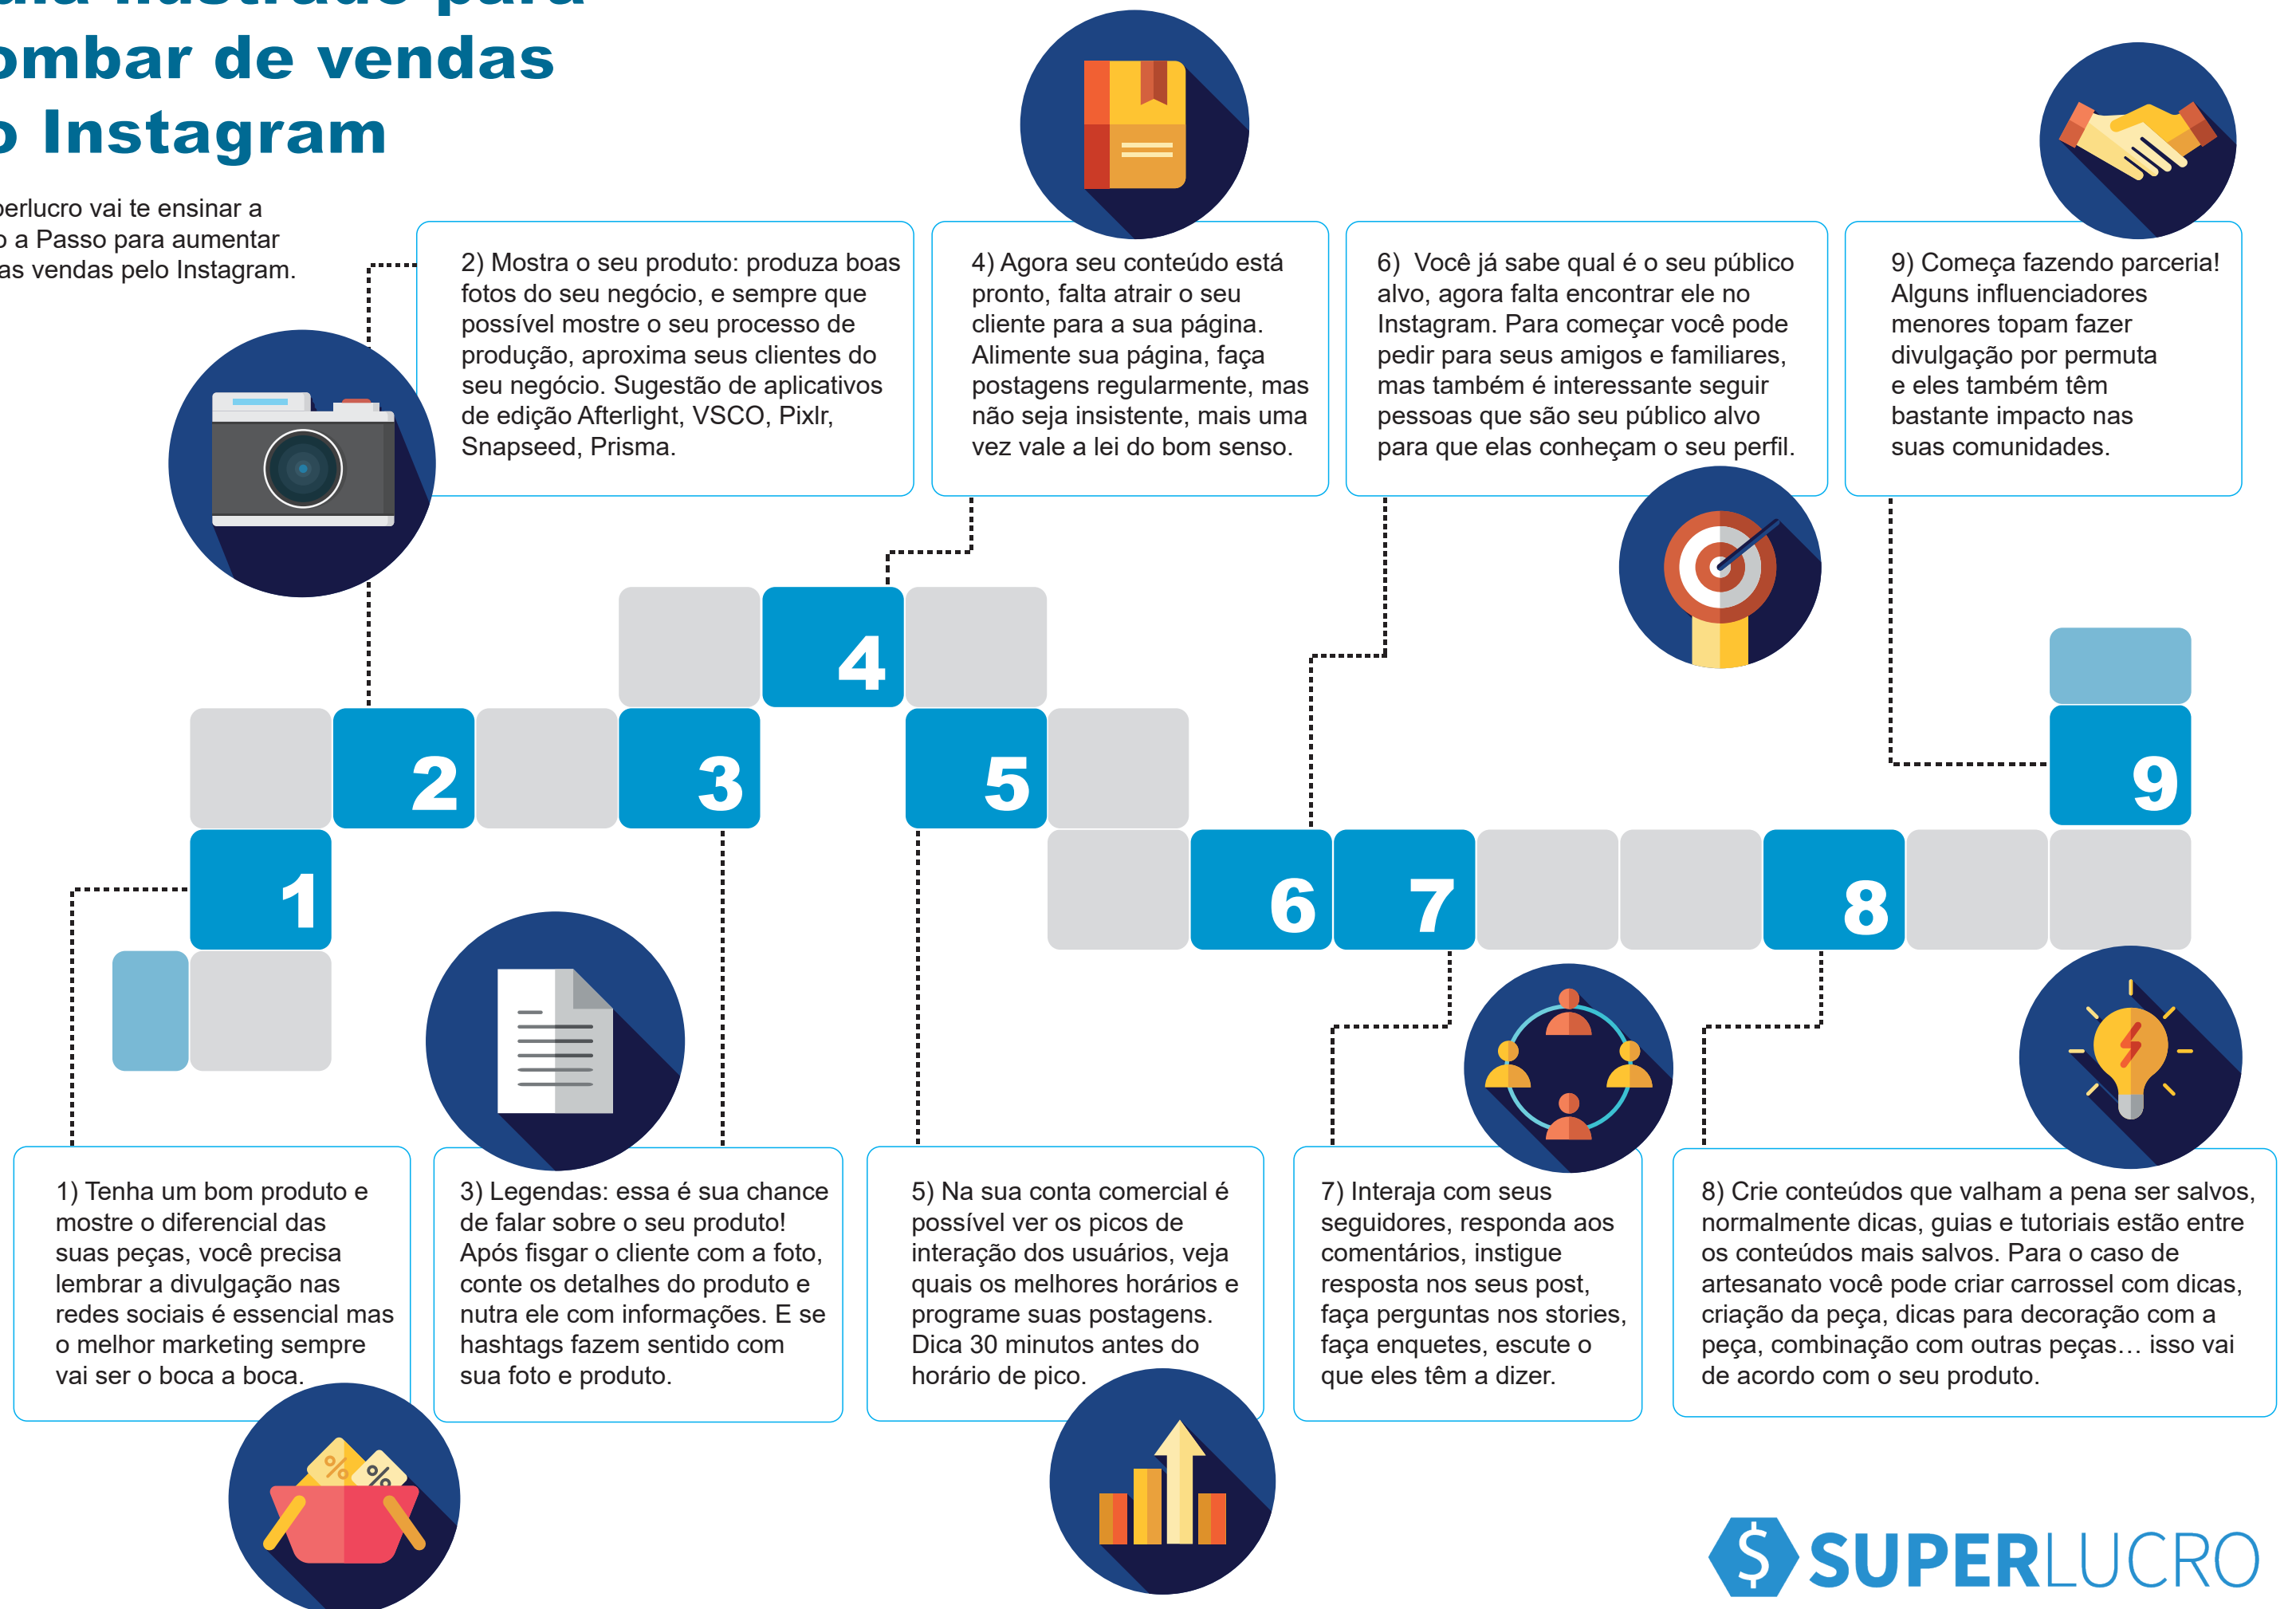 ilustrado para
ombar de vendas
o Instagram
perlucro vai te ensinar a
o a Passo para aumentar
as vendas pelo Instagram.
2) Mostra o seu produto: produza boas
fotos do seu negócio, e sempre que
possível mostre o seu processo de
produção, aproxima seus clientes do
seu negócio. Sugestão de aplicativos
de edição Afterlight, VSCO, Pixlr,
Snapseed, Prisma.
4) Agora seu conteúdo está
pronto, falta atrair o seu
cliente para a sua página.
Alimente sua página, faça
postagens regularmente, mas
não seja insistente, mais uma
vez vale a lei do bom senso.
6) Você já sabe qual é o seu público
alvo, agora falta encontrar ele no
Instagram. Para começar você pode
pedir para seus amigos e familiares,
mas também é interessante seguir
pessoas que são seu público alvo
para que elas conheçam o seu perfil.
9) Começa fazendo parceria!
Alguns influenciadores
menores topam fazer
divulgação por permuta
e eles também têm
bastante impacto nas
suas comunidades.
4
2
3
5
9
1
6
7
8
1) Tenha um bom produto e
mostre o diferencial das
suas peças, você precisa
lembrar a divulgação nas
redes sociais é essencial mas
o melhor marketing sempre
vai ser o boca a boca.
3) Legendas: essa é sua chance
de falar sobre o seu produto!
Após fisgar o cliente com a foto,
conte os detalhes do produto e
nutra ele com informações. E se
hashtags fazem sentido com
sua foto e produto.
5) Na sua conta comercial é
possível ver os picos de
interação dos usuários, veja
quais os melhores horários e
programe suas postagens.
Dica 30 minutos antes do
horário de pico.
7) Interaja com seus
seguidores, responda aos
comentários, instigue
resposta nos seus post,
faça perguntas nos stories,
faça enquetes, escute o
que eles têm a dizer.
8) Crie conteúdos que valham a pena ser salvos,
normalmente dicas, guias e tutoriais estão entre
os conteúdos mais salvos. Para o caso de
artesanato você pode criar carrossel com dicas,
criação da peça, dicas para decoração com a
peça, combinação com outras peças… isso vai
de acordo com o seu produto.
% %
$ SUPERLUCRO